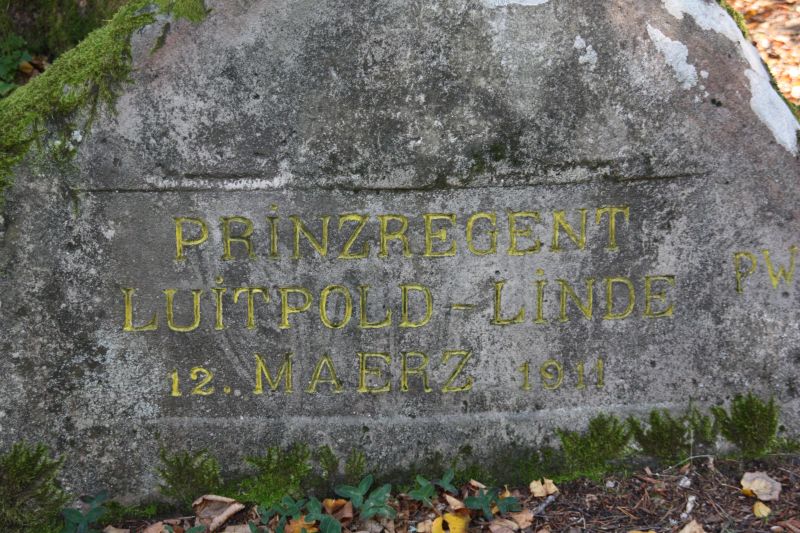 PRINZREGENT
LUITPOLD-LINDE
12. MAERZ 1911
PW